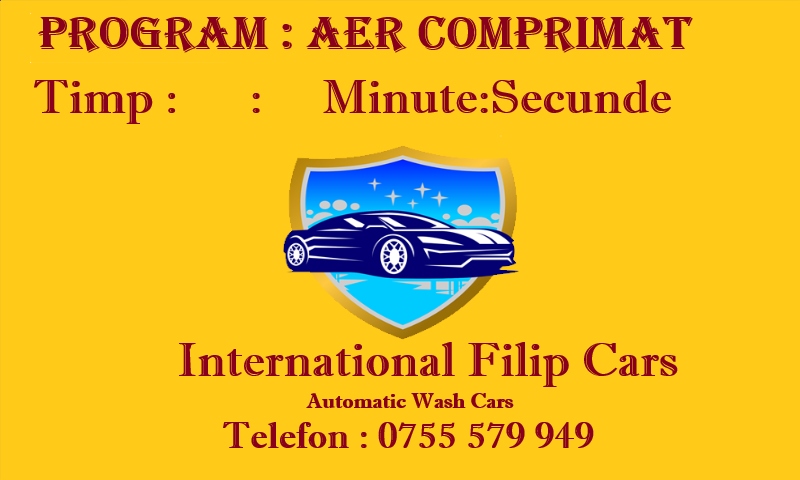 PROGRAM : AER COMPRIMAT
Timp : : Minute:Secunde
International Filip Cars
Automatic Wash Cars
Telefon : 0755 579 949